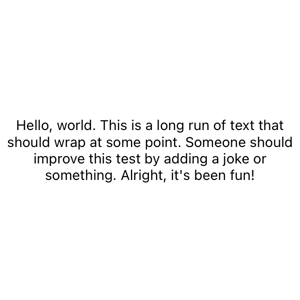 Hello, world. This is a long run of text that
should wrap at some point. Someone should
improve this test by adding a joke or
something. Alright, it's been fun!